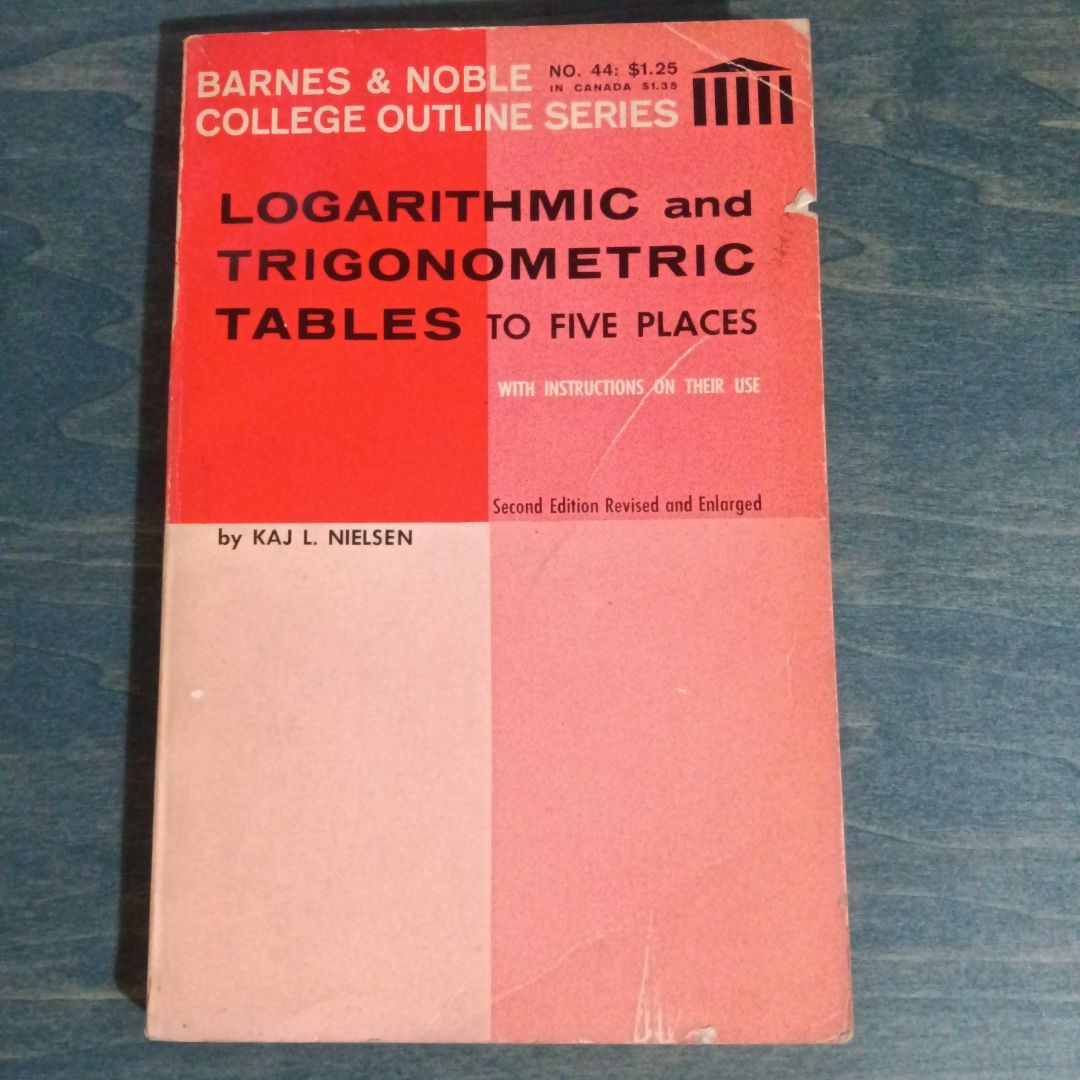 BARNES & NOBLE NO. 44: $1.25
IN CANADA $1.35
COLLEGE OUTLINE SERIES
LOGARITHMIC and
TRIGONOMETRIC
TABLES TO FIVE PLACES
WITH INSTRUCTIONS ON THEIR USE
Second Edition Revised and Enlarged
by KAJ L. NIELSEN